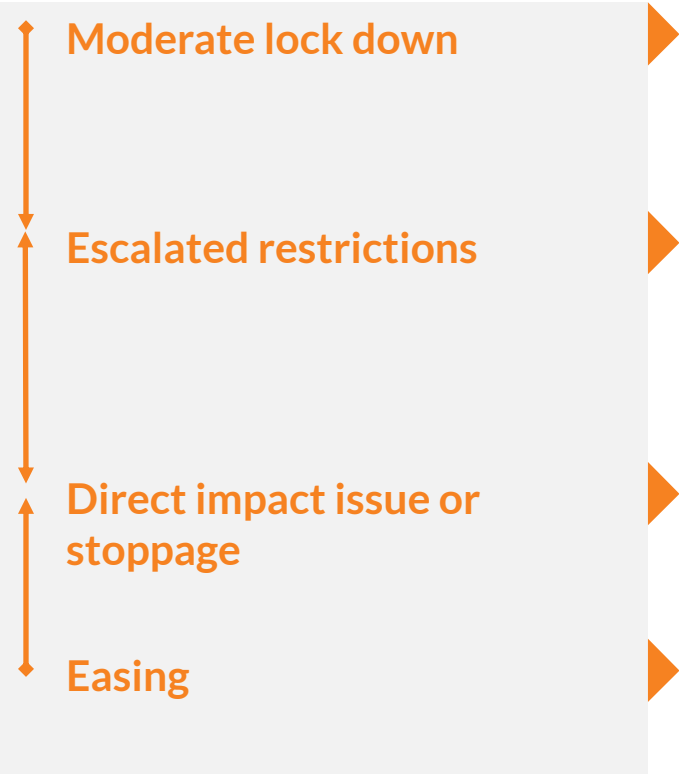 Moderate lock down
Escalated restrictions
Direct impact issue or
stoppage
Easing